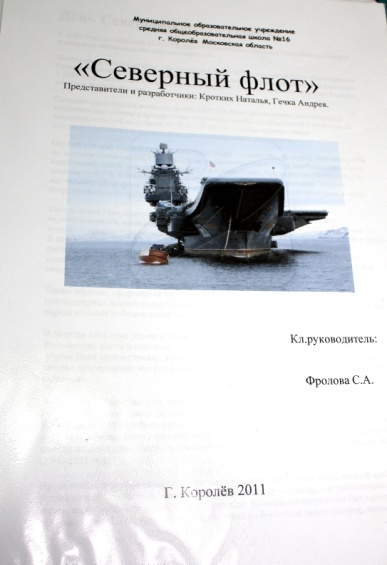 Муниципальное образовательное учреждение
средняя общеобразовательная школа №16
г. Королёв Московская область
«Северный флот»
Представители и разработчики: Кротких Наталья, Гечка Андрея.
Кл.руководитель:
Фролова С.А.
Г. Королёв 2011